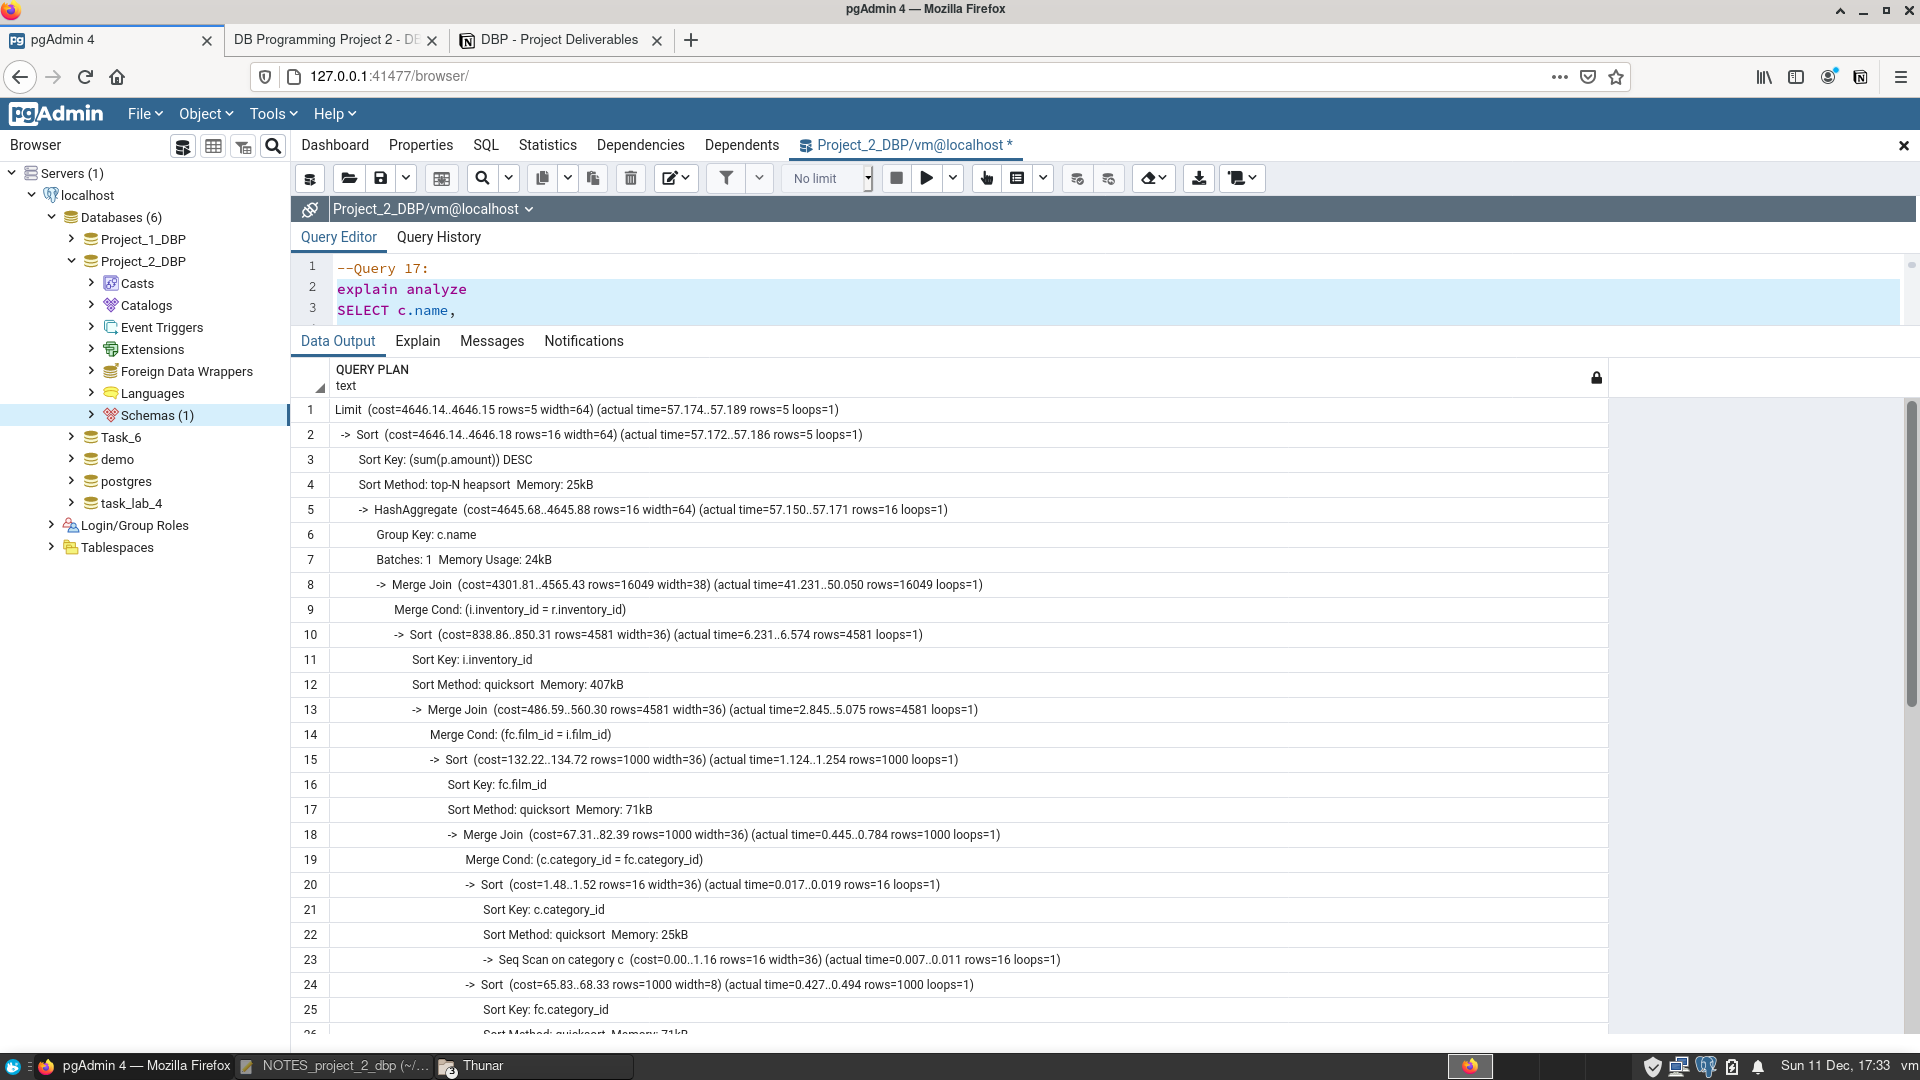 pgAdmin 4 — Mozilla Firefox
pgAdmin 4
DB Programming Project 2 - DE
DBP - Project Deliverables
127.0.0.1:41477/browser/
pgAdmin
File
Object
Tools
Help
Browser
Dashboard
Properties
SQL
Statistics
Dependencies
Dependents
Project_2_DBP/vm@localhost *
Servers (1)
localhost
Databases (6)
Project_1_DBP
Project_2_DBP
Casts
Catalogs
Event Triggers
Extensions
Foreign Data Wrappers
Languages
Schemas (1)
Task_6
demo
postgres
task_lab_4
Login/Group Roles
Tablespaces
No limit
Project_2_DBP/vm@localhost
Query Editor
Query History
1 --Query 17:
2 explain analyze
3 SELECT c.name,
Data Output
Explain
Messages
Notifications
QUERY PLAN
text
1 Limit (cost=4646.14..4646.15 rows=5 width=64) (actual time=57.174..57.189 rows=5 loops=1)
2 -> Sort (cost=4646.14..4646.18 rows=16 width=64) (actual time=57.172..57.186 rows=5 loops=1)
3 Sort Key: (sum(p.amount)) DESC
4 Sort Method: top-N heapsort Memory: 25kB
5 -> HashAggregate (cost=4645.68..4645.88 rows=16 width=64) (actual time=57.150..57.171 rows=16 loops=1)
6 Group Key: c.name
7 Batches: 1 Memory Usage: 24kB
8 -> Merge Join (cost=4301.81..4565.43 rows=16049 width=38) (actual time=41.231..50.050 rows=16049 loops=1)
9 Merge Cond: (i.inventory_id = r.inventory_id)
10 -> Sort (cost=838.86..850.31 rows=4581 width=36) (actual time=6.231..6.574 rows=4581 loops=1)
11 Sort Key: i.inventory_id
12 Sort Method: quicksort Memory: 407kB
13 -> Merge Join (cost=486.59..560.30 rows=4581 width=36) (actual time=2.845..5.075 rows=4581 loops=1)
14 Merge Cond: (fc.film_id = i.film_id)
15 -> Sort (cost=132.22..134.72 rows=1000 width=36) (actual time=1.124..1.254 rows=1000 loops=1)
16 Sort Key: fc.film_id
17 Sort Method: quicksort Memory: 71kB
18 -> Merge Join (cost=67.31..82.39 rows=1000 width=36) (actual time=0.445..0.784 rows=1000 loops=1)
19 Merge Cond: (c.category_id = fc.category_id)
20 -> Sort (cost=1.48..1.52 rows=16 width=36) (actual time=0.017..0.019 rows=16 loops=1)
21 Sort Key: c.category_id
22 Sort Method: quicksort Memory: 25kB
23 -> Seq Scan on category c (cost=0.00..1.16 rows=16 width=36) (actual time=0.007..0.011 rows=16 loops=1)
24 -> Sort (cost=65.83..68.33 rows=1000 width=8) (actual time=0.427..0.494 rows=1000 loops=1)
25 Sort Key: fc.category_id
26 Sort Method: quicksort Memory: 71kB
pgAdmin 4 — Mozilla Firefox
NOTES_project_2_dbp (~/...
3
Thunar
Sun 11 Dec, 17:33
vm